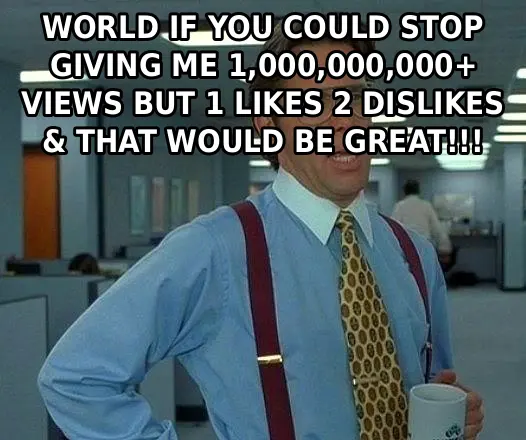 WORLD IF YOU COULD STOP
GIVING ME 1,000,000,000+
VIEWS BUT 1 LIKES 2 DISLIKES
& THAT WOULD BE GREAT!!!